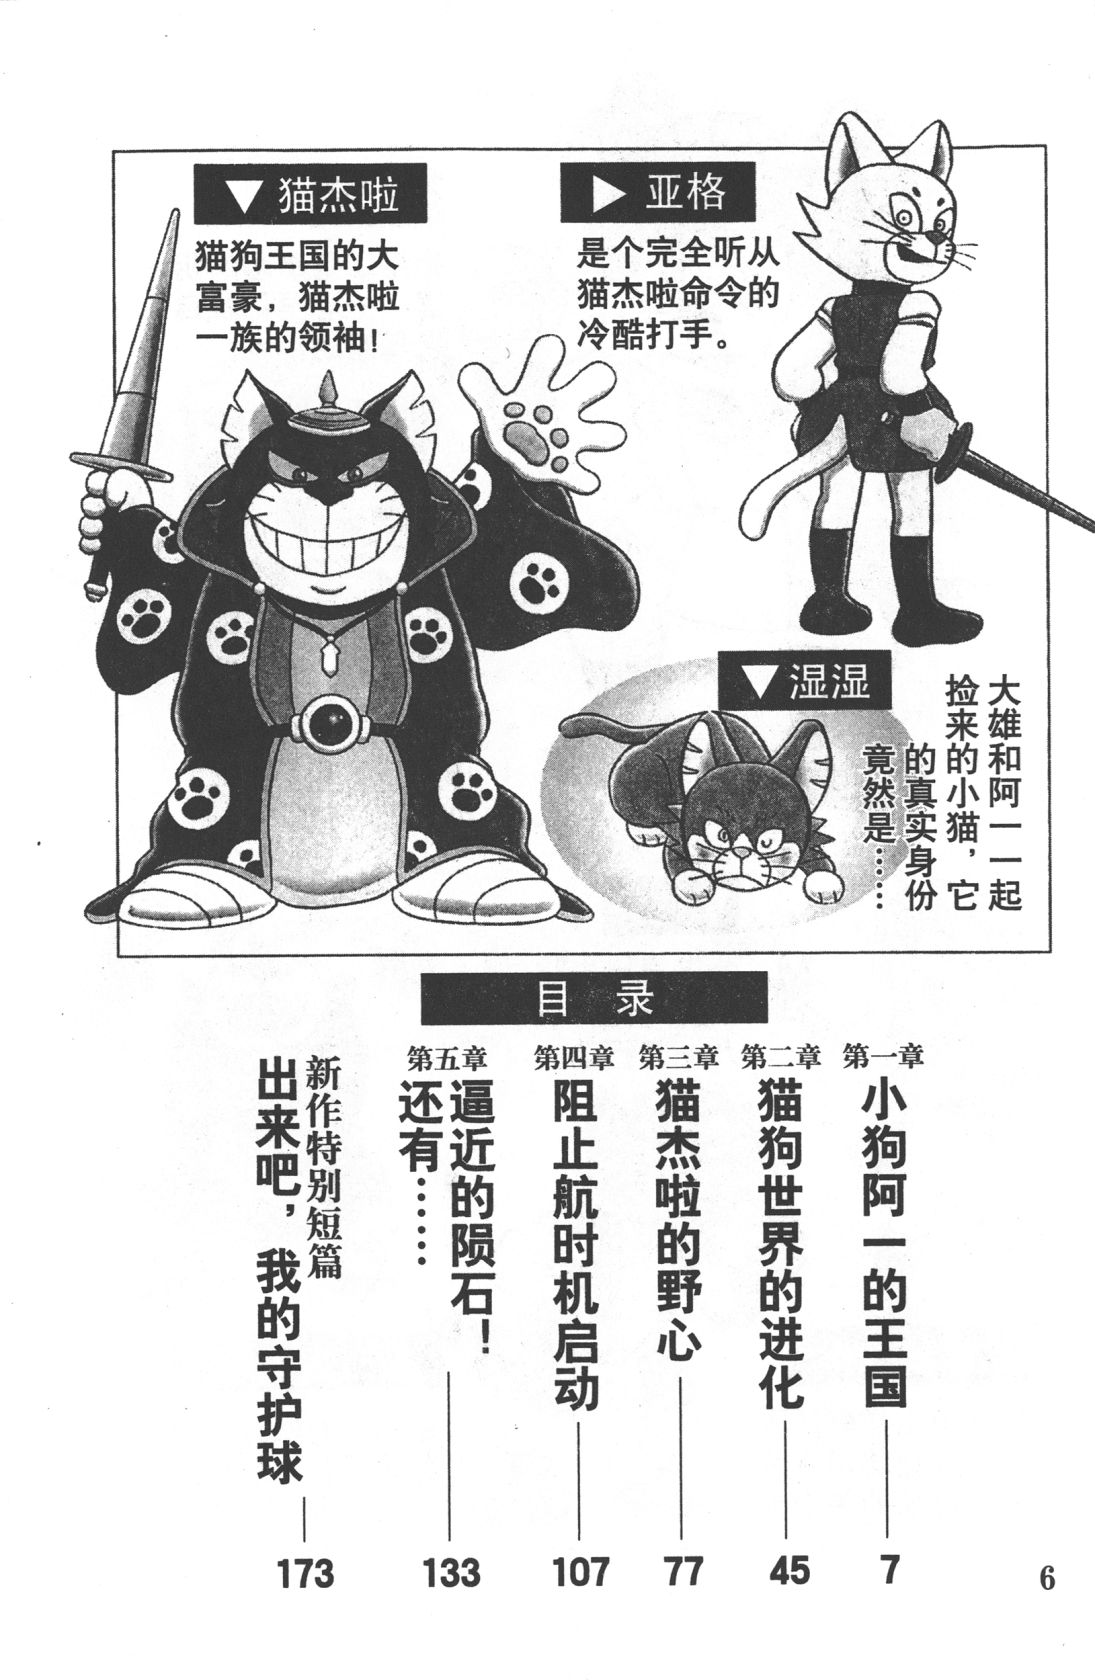 ▼猫杰啦
猫狗王国的大
富豪，猫杰啦
一族的领袖！
▶亚格
是个完全听从
猫杰啦命令的
冷酷打手。
▼湿湿
大雄和阿一一起
捡来的小猫，它
的真实身份
竟然是……
目 录
第一章
小狗阿一的王国
7
第二章
猫狗世界的进化
45
第三章
猫杰啦的野心
77
第四章
阻止航时机启动
107
第五章
逼近的陨石！
还有……
133
新作特别短篇
出来吧，我的守护球
173
6